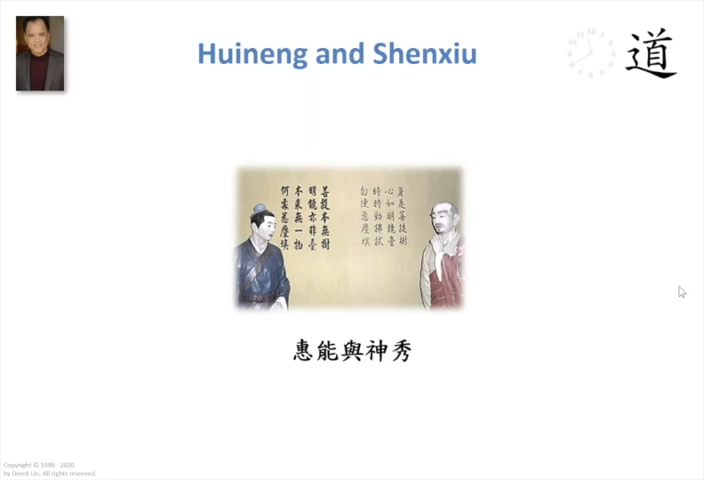 Huineng and Shenxiu
道
菩提本無樹
明鏡亦非臺
本來無一物
何處惹塵埃
身是菩提樹
心如明鏡臺
時時勤拂拭
勿使惹塵埃
惠能與神秀
Copyright © 1998 - 2020
by Derek Lin. All rights reserved.